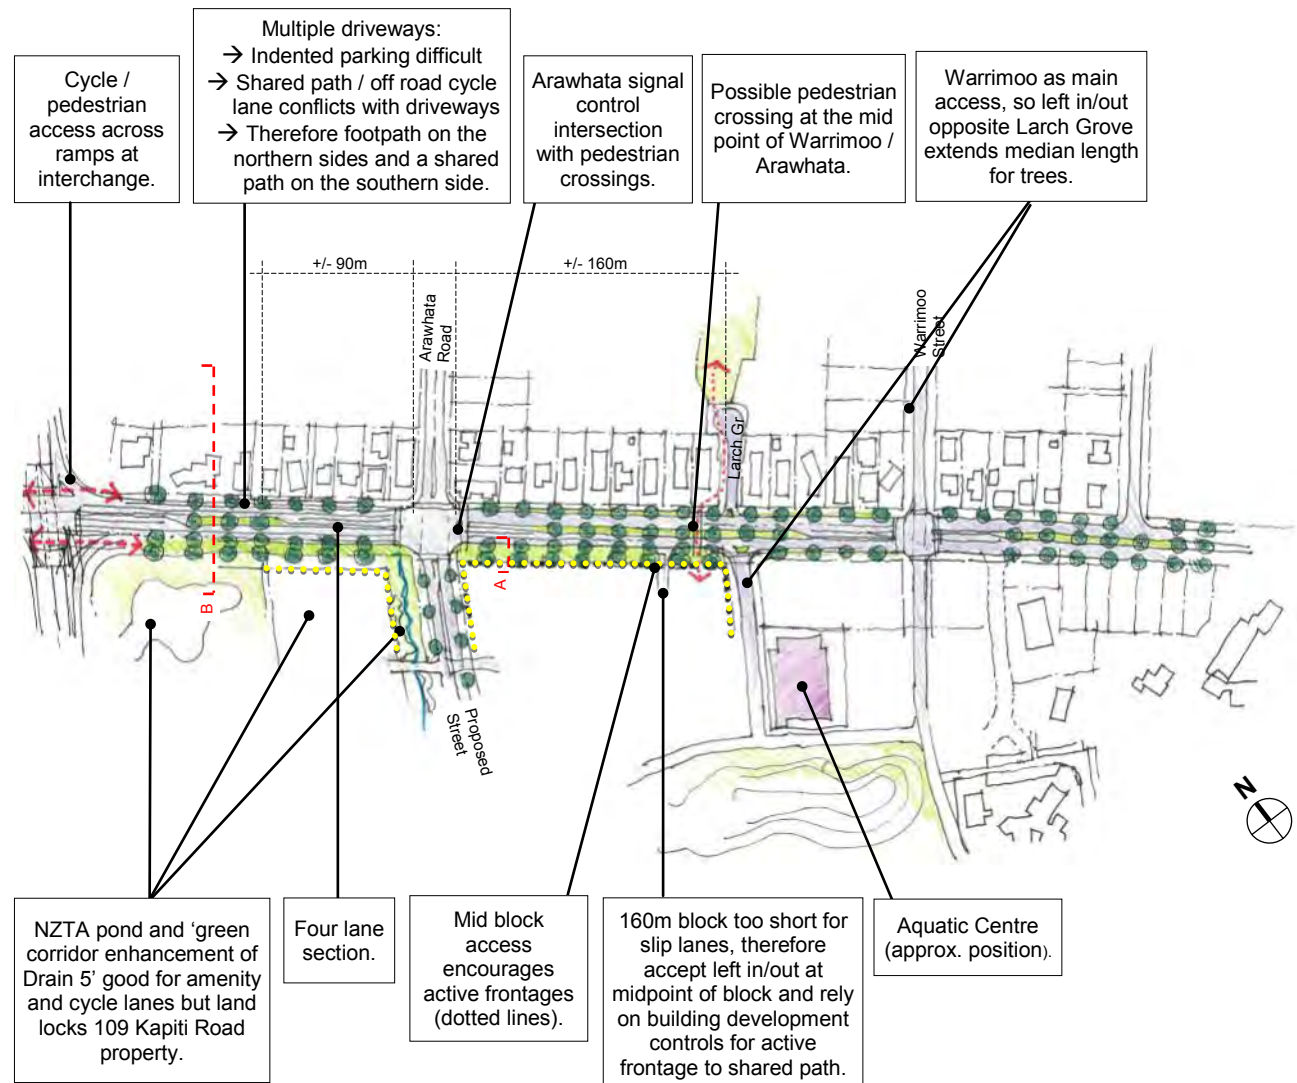 Cycle /
pedestrian
access across
ramps at
interchange.
Multiple driveways:
→ Indented parking difficult
→ Shared path / off road cycle
lane conflicts with driveways
→ Therefore footpath on the
northern sides and a shared
path on the southern side.
Arawhata signal
control
intersection
with pedestrian
crossings.
Possible pedestrian
crossing at the mid
point of Warrimoo /
Arawhata.
Warrimoo as main
access, so left in/out
opposite Larch Grove
extends median length
for trees.
+/- 90m
+/- 160m
Arawhata
Road
Warrimoo
Street
Larch Gr
B
A
Proposed
Street
N
NZTA pond and ‘green
corridor enhancement of
Drain 5’ good for amenity
and cycle lanes but land
locks 109 Kapiti Road
property.
Four lane
section.
Mid block
access
encourages
active frontages
(dotted lines).
160m block too short for
slip lanes, therefore
accept left in/out at
midpoint of block and rely
on building development
controls for active
frontage to shared path.
Aquatic Centre
(approx. position).